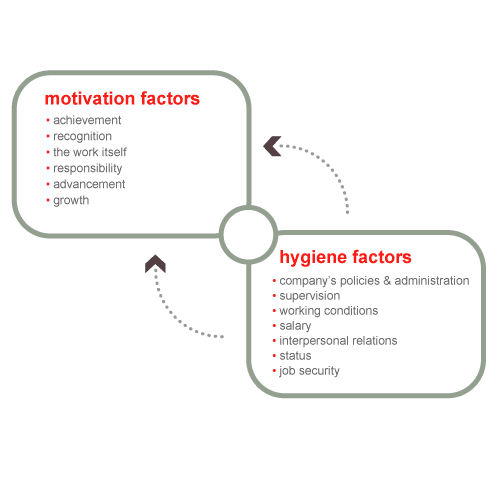 motivation factors
• achievement
• recognition
• the work itself
• responsibility
• advancement
• growth
hygiene factors
• company's policies & administration
• supervision
• working conditions
• salary
• interpersonal relations
• status
• job security